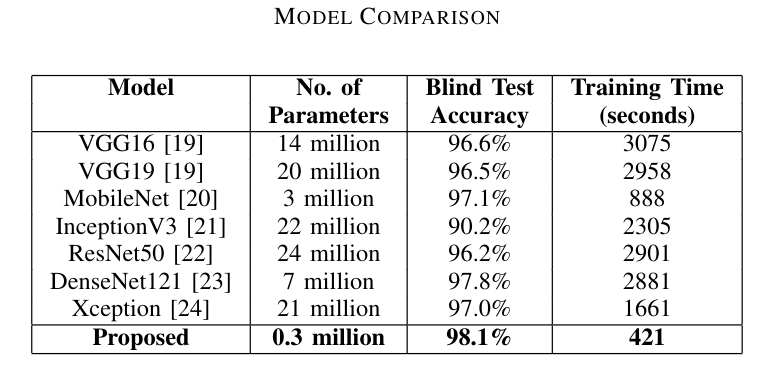 MODEL COMPARISON
Model No. of Blind Test Training Time
Parameters Accuracy (seconds)
VGG16 [19] 14 million 96.6% 3075
VGG19 [19] 20 million 96.5% 2958
MobileNet [20] 3 million 97.1% 888
InceptionV3 [21] 22 million 90.2% 2305
ResNet50 [22] 24 million 96.2% 2901
DenseNet121 [23] 7 million 97.8% 2881
Xception [24] 21 million 97.0% 1661
Proposed 0.3 million 98.1% 421